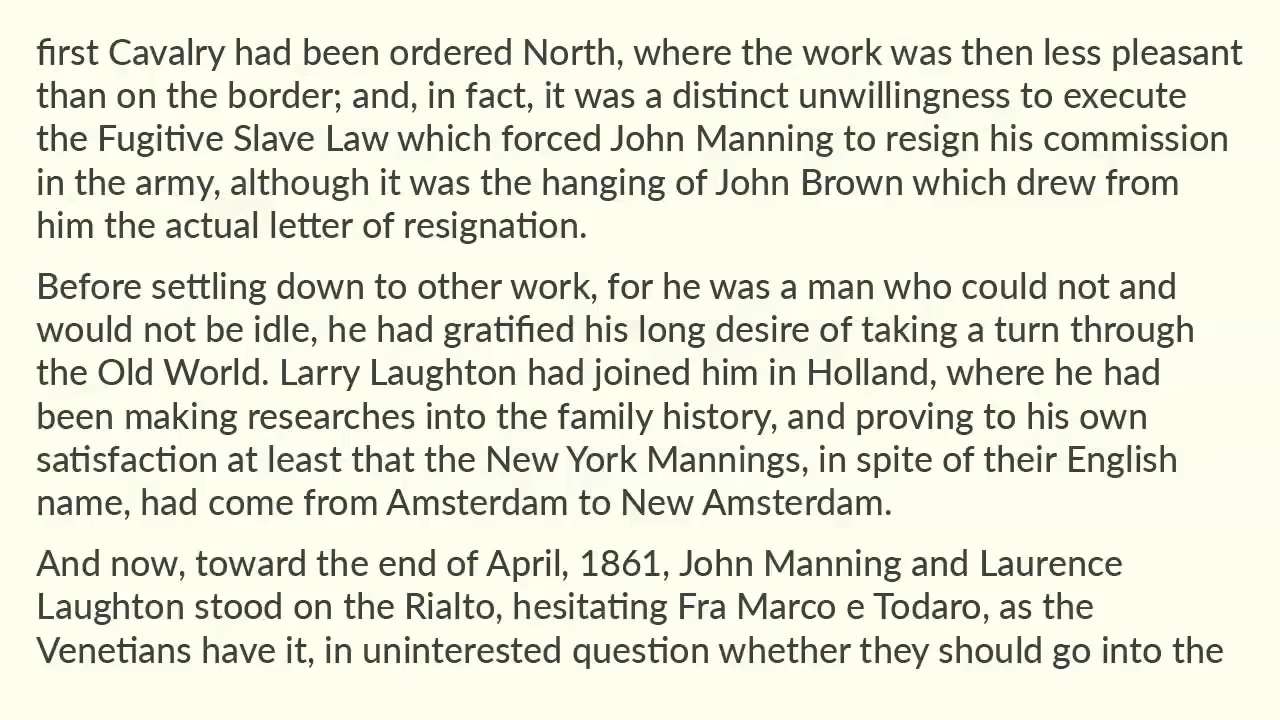 first Cavalry had been ordered North, where the work was then less pleasant
than on the border; and, in fact, it was a distinct unwillingness to execute
the Fugitive Slave Law which forced John Manning to resign his commission
in the army, although it was the hanging of John Brown which drew from
him the actual letter of resignation.
Before settling down to other work, for he was a man who could not and
would not be idle, he had gratified his long desire of taking a turn through
the Old World. Larry Laughton had joined him in Holland, where he had
been making researches into the family history, and proving to his own
satisfaction at least that the New York Mannings, in spite of their English
name, had come from Amsterdam to New Amsterdam.
And now, toward the end of April, 1861, John Manning and Laurence
Laughton stood on the Rialto, hesitating Fra Marco e Todaro, as the
Venetians have it, in uninterested question whether they should go into the